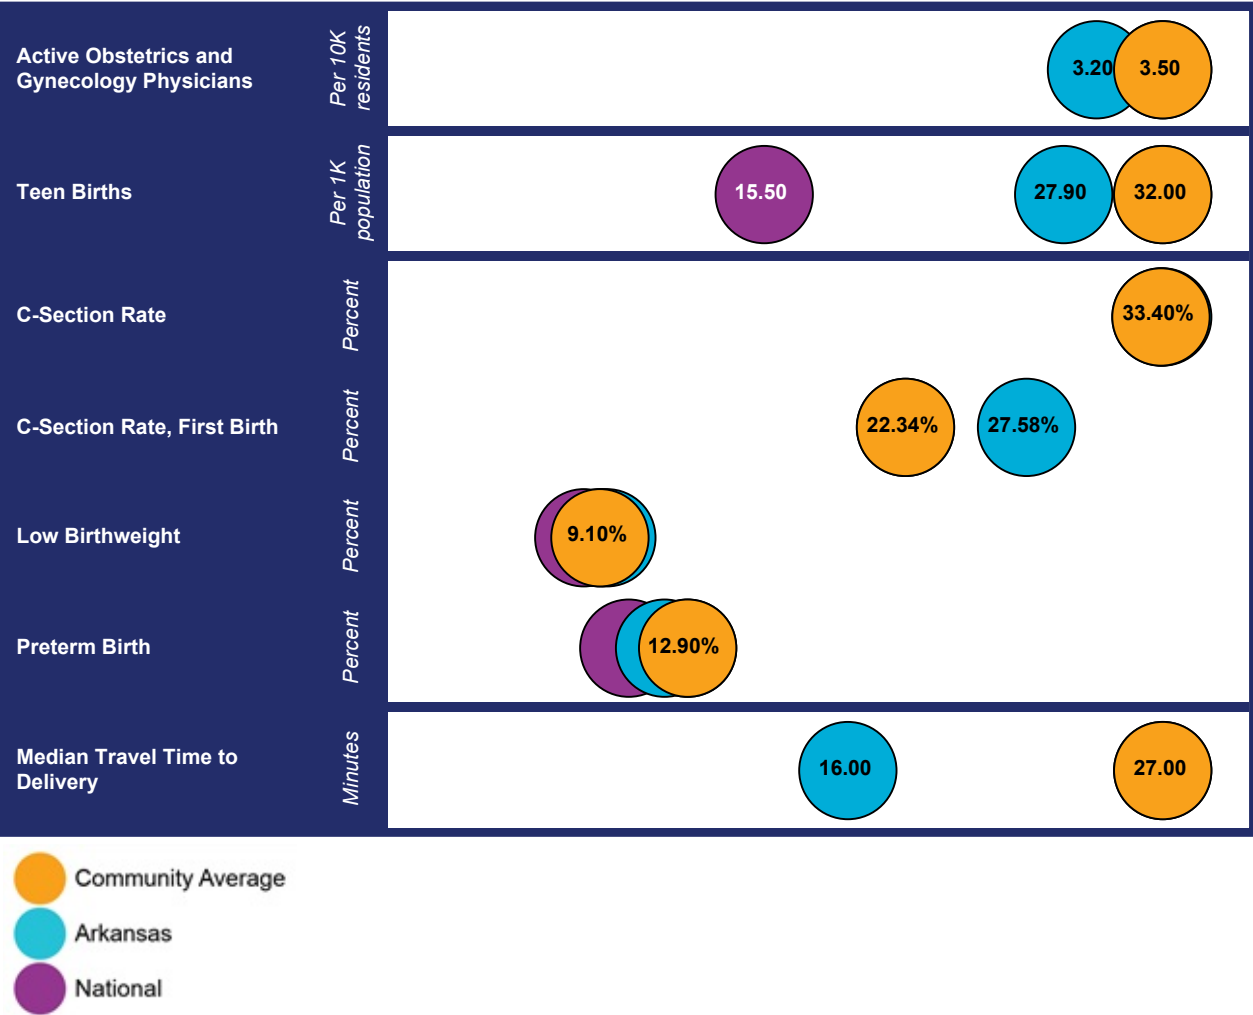 Active Obstetrics and
Gynecology Physicians
Per 10K
residents
3.20
3.50
Teen Births
Per 1K
population
15.50
27.90
32.00
C-Section Rate
Percent
33.40%
C-Section Rate, First Birth
Percent
22.34%
27.58%
Low Birthweight
Percent
9.10%
Preterm Birth
Percent
12.90%
Median Travel Time to
Delivery
Minutes
16.00
27.00
Community Average
Arkansas
National